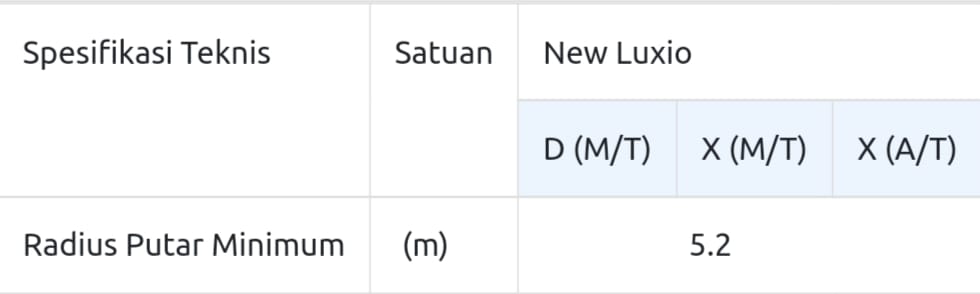 Spesifikasi Teknis Satuan New Luxio
D (M/T) X (M/T) X (A/T)
Radius Putar Minimum (m) 5.2